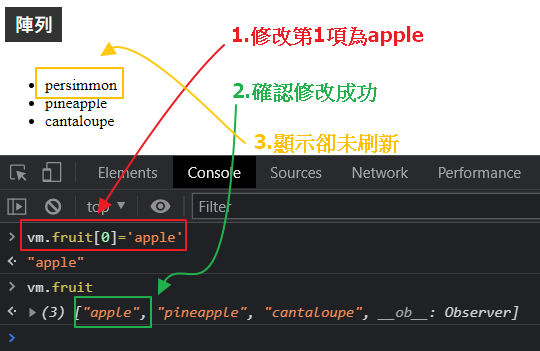 陣列
1.修改第1項為apple
persimmon
pineapple
cantaloupe
2.確認修改成功
3.顯示卻未刷新
Elements Console Sources Network Performance
top ▼ Filter
> vm.fruit[0]='apple'
<· "apple"
> vm.fruit
<· ▶ (3) ["apple", "pineapple", "cantaloupe", __ob__: Observer]
>